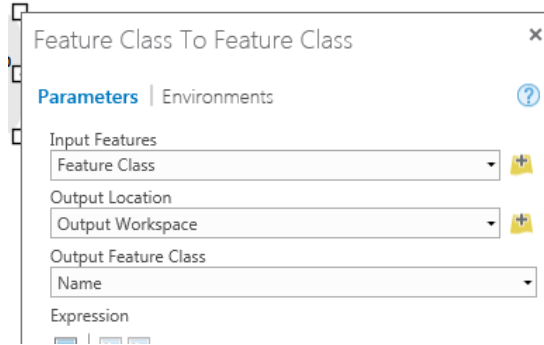 Feature Class To Feature Class
Parameters | Environments
Input Features
Feature Class
Output Location
Output Workspace
Output Feature Class
Name
Expression